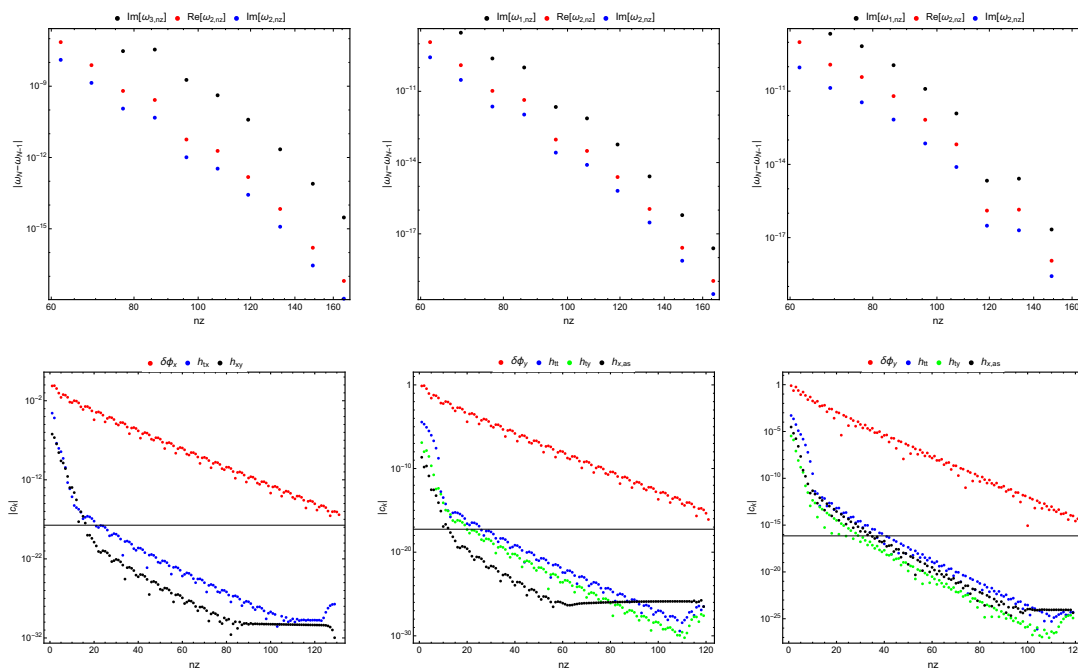 Im[ω3,nz] Re[ω2,nz] Im[ω2,nz]
|ωN-ωN-1|
10^-9
10^-12
10^-15
60 80 100 120 140 160
nz
Im[ω1,nz] Re[ω2,nz] Im[ω2,nz]
|ωN-ωN-1|
10^-11
10^-14
10^-17
60 80 100 120 140 160
nz
Im[ω1,nz] Re[ω2,nz] Im[ω2,nz]
|ωN-ωN-1|
10^-11
10^-14
10^-17
60 80 100 120 140 160
nz
δϕx htx hxy
|ck|
10^-2
10^-12
10^-22
10^-32
0 20 40 60 80 100 120
nz
δϕy htt hty hx,as
|ck|
1
10^-10
10^-20
10^-30
0 20 40 60 80 100 120
nz
δϕy htt hty hx,as
|ck|
1
10^-5
10^-10
10^-15
10^-20
10^-25
0 20 40 60 80 100 120
nz